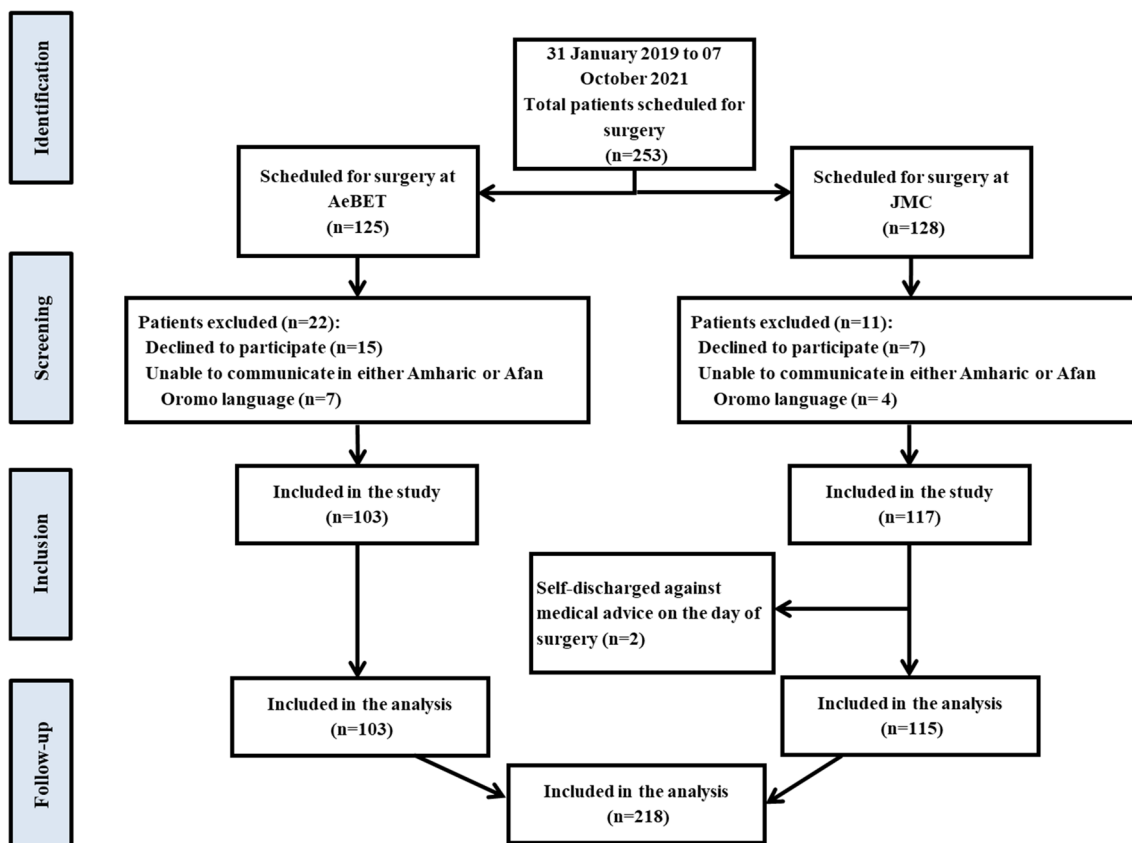 Identification
31 January 2019 to 07
October 2021
Total patients scheduled for
surgery
(n=253)
Scheduled for surgery at
AeBET
(n=125)
Scheduled for surgery at
JMC
(n=128)
Screening
Patients excluded (n=22):
Declined to participate (n=15)
Unable to communicate in either Amharic or Afan
Oromo language (n=7)
Patients excluded (n=11):
Declined to participate (n=7)
Unable to communicate in either Amharic or Afan
Oromo language (n= 4)
Inclusion
Included in the study
(n=103)
Included in the study
(n=117)
Self-discharged against
medical advice on the day of
surgery (n=2)
Follow-up
Included in the analysis
(n=103)
Included in the analysis
(n=115)
Included in the analysis
(n=218)